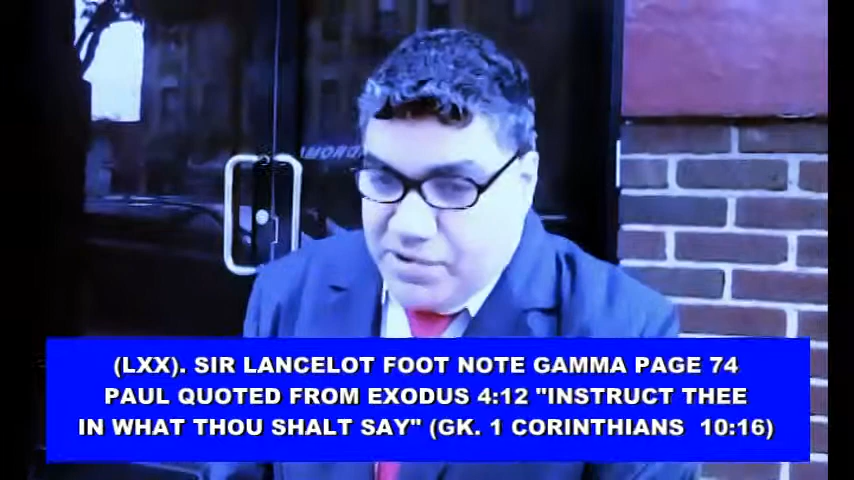 (LXX). SIR LANCELOT FOOT NOTE GAMMA PAGE 74
PAUL QUOTED FROM EXODUS 4:12 "INSTRUCT THEE
IN WHAT THOU SHALT SAY" (GK. 1 CORINTHIANS 10:16)